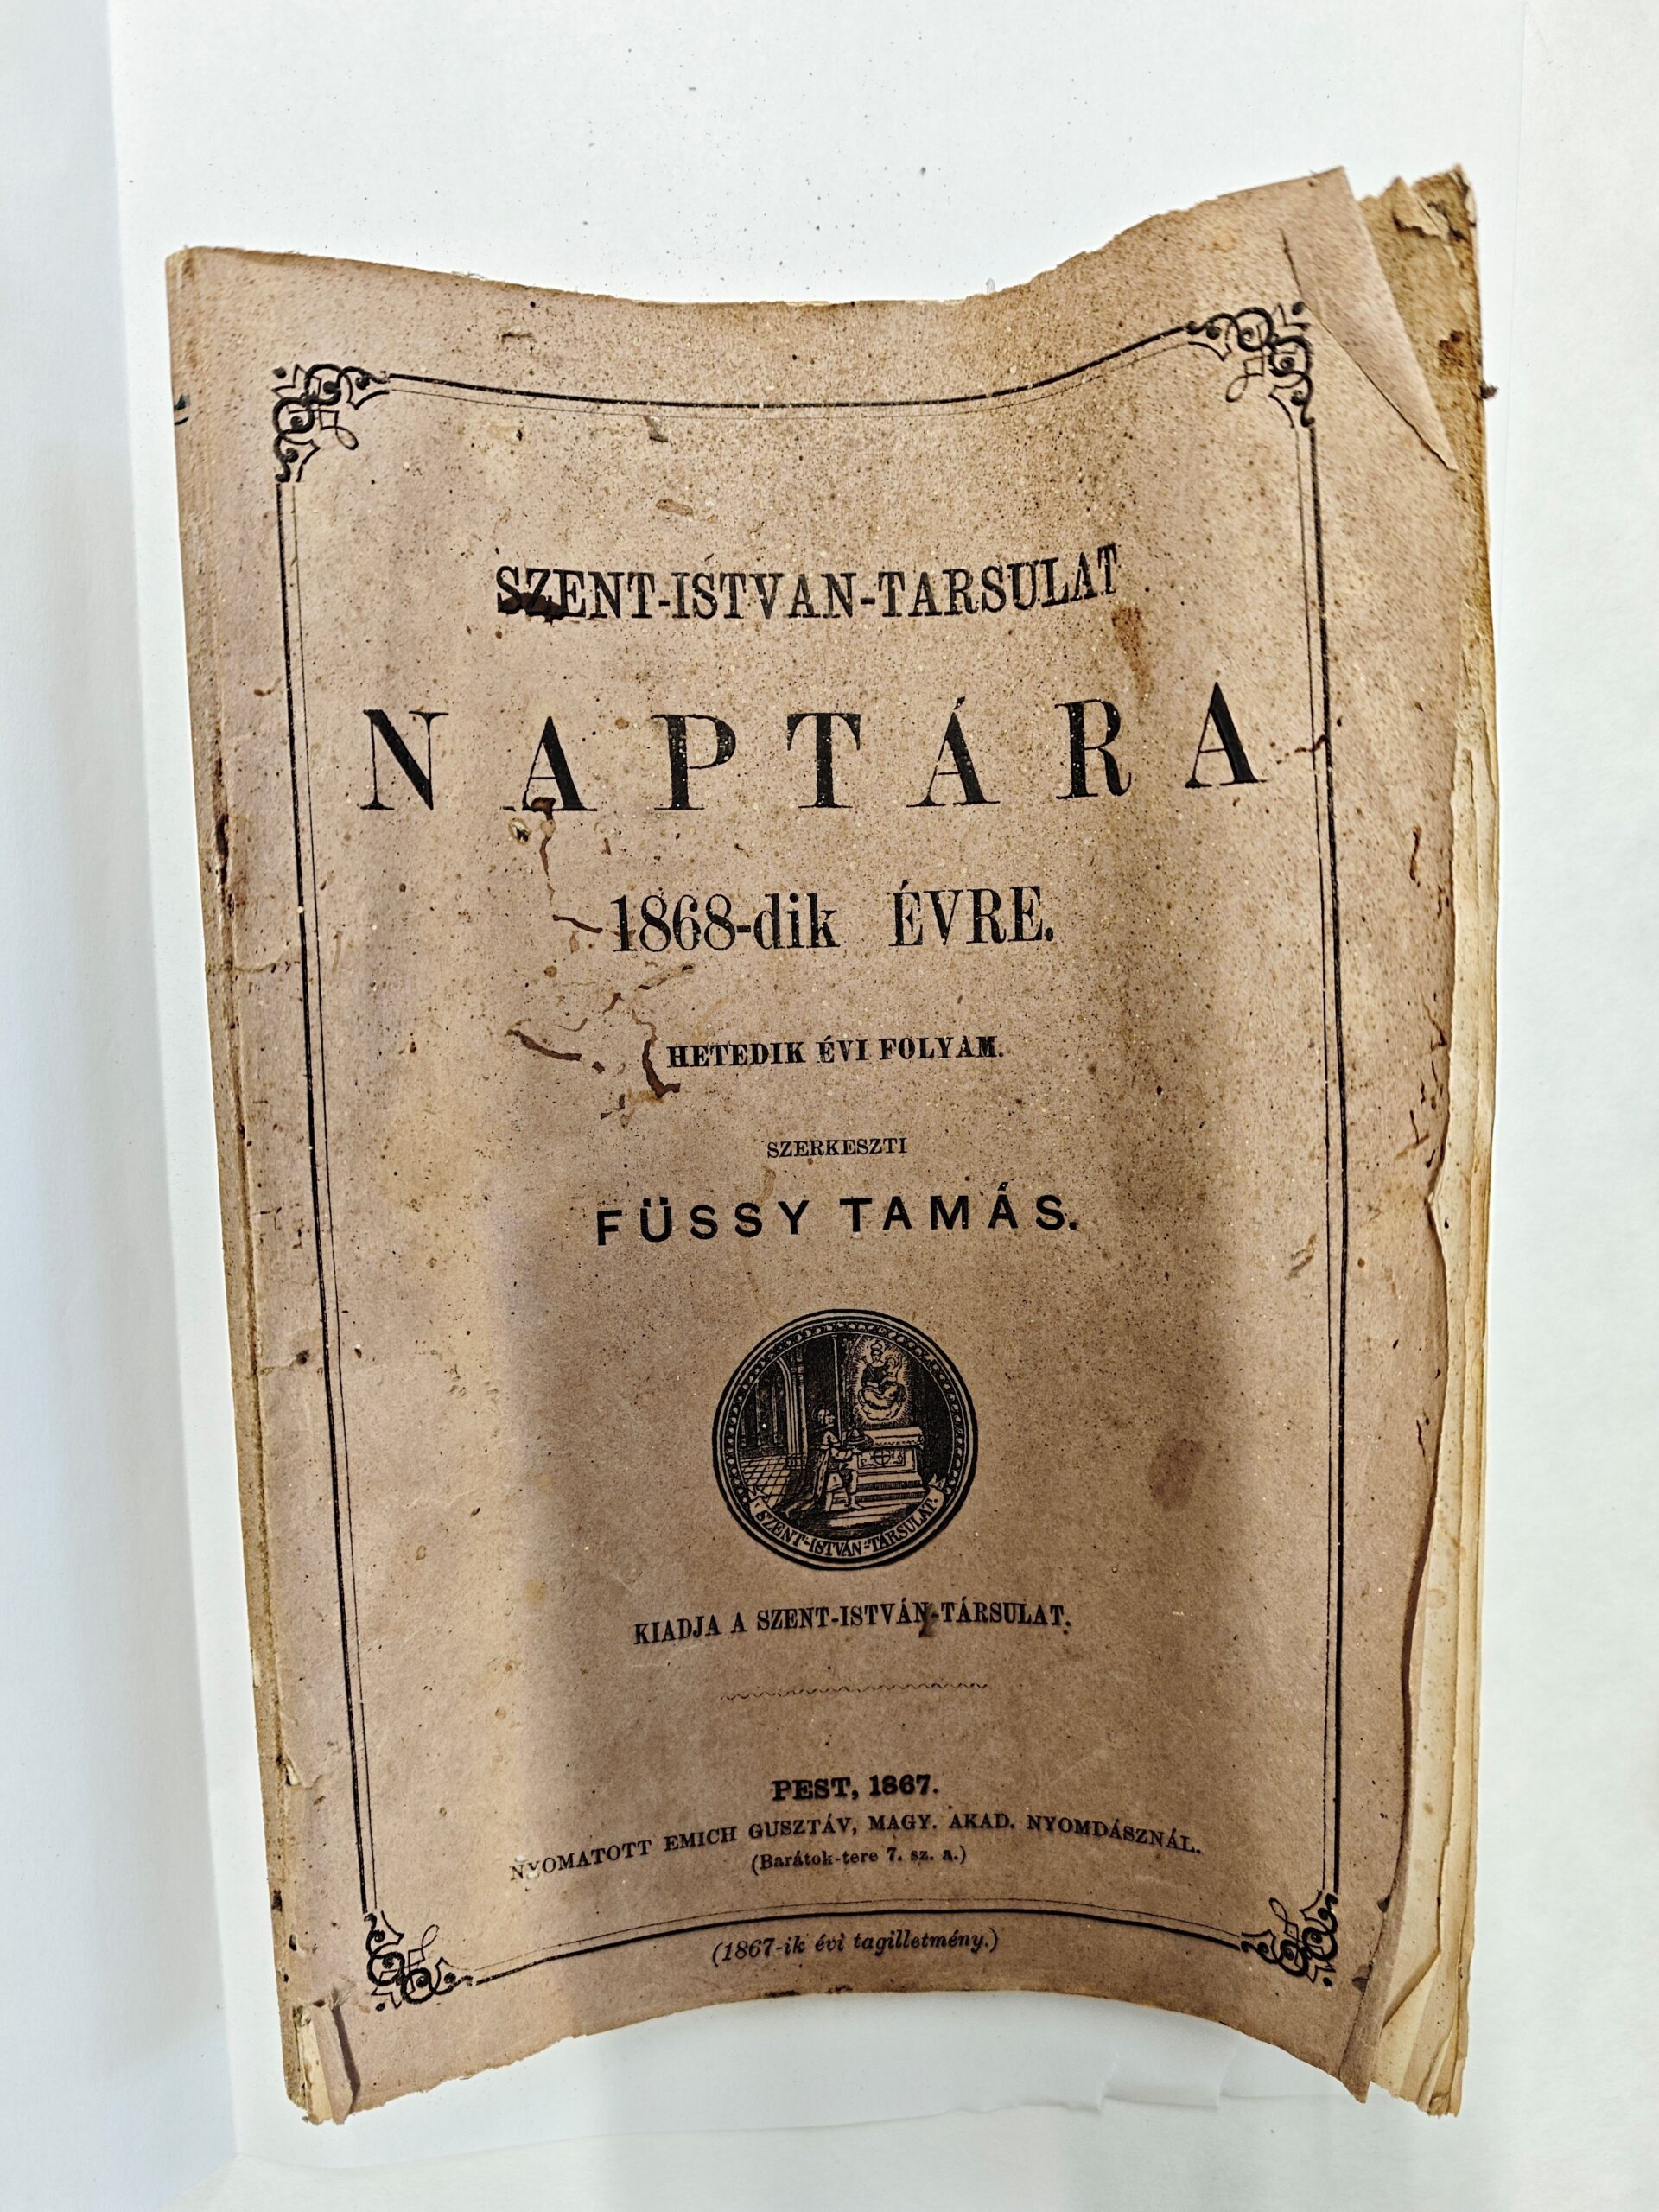 SZENT-ISTVAN-TARSULAT
NAPTÁRA
1868-dik ÉVRE.
HETEDIK ÉVI FOLYAM.
SZERKESZTI
FÜSSY TAMÁS.
SZENT-ISTVÁN-TÁRSULAT.
KIADJA A SZENT-ISTVÁN-TÁRSULAT.
PEST, 1867.
NYOMATOTT EMICH GUSZTÁV, MAGY. AKAD. NYOMDÁSZNÁL.
(Barátok-tere 7. sz. a.)
(1867-ik évi tagilletmény.)